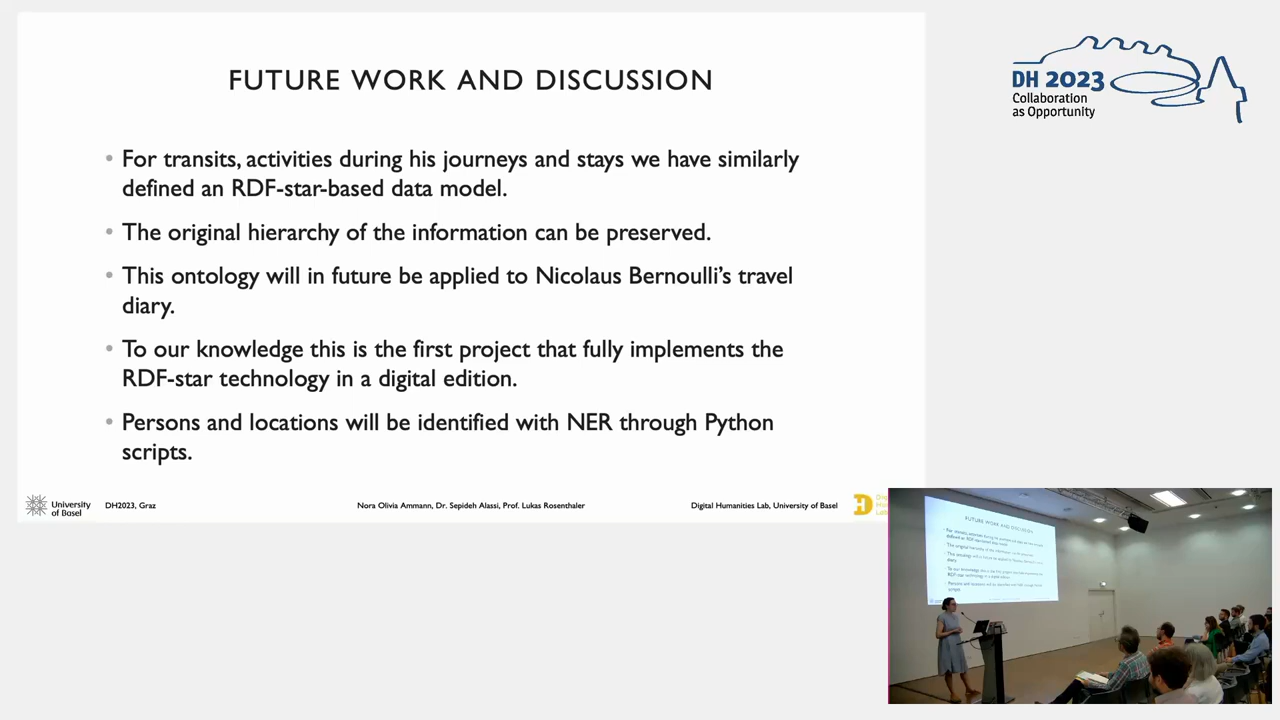 FUTURE WORK AND DISCUSSION
• For transits, activities during his journeys and stays we have similarly
defined an RDF-star-based data model.
• The original hierarchy of the information can be preserved.
• This ontology will in future be applied to Nicolaus Bernoulli's travel
diary.
• To our knowledge this is the first project that fully implements the
RDF-star technology in a digital edition.
• Persons and locations will be identified with NER through Python
scripts.
University
of Basel
DH2023, Graz
Nora Olivia Ammann, Dr. Sepideh Alassi, Prof. Lukas Rosenthaler
Digital Humanities Lab, University of Basel
DH 2023
Collaboration
as Opportunity
FUTURE WORK AND DISCUSSION